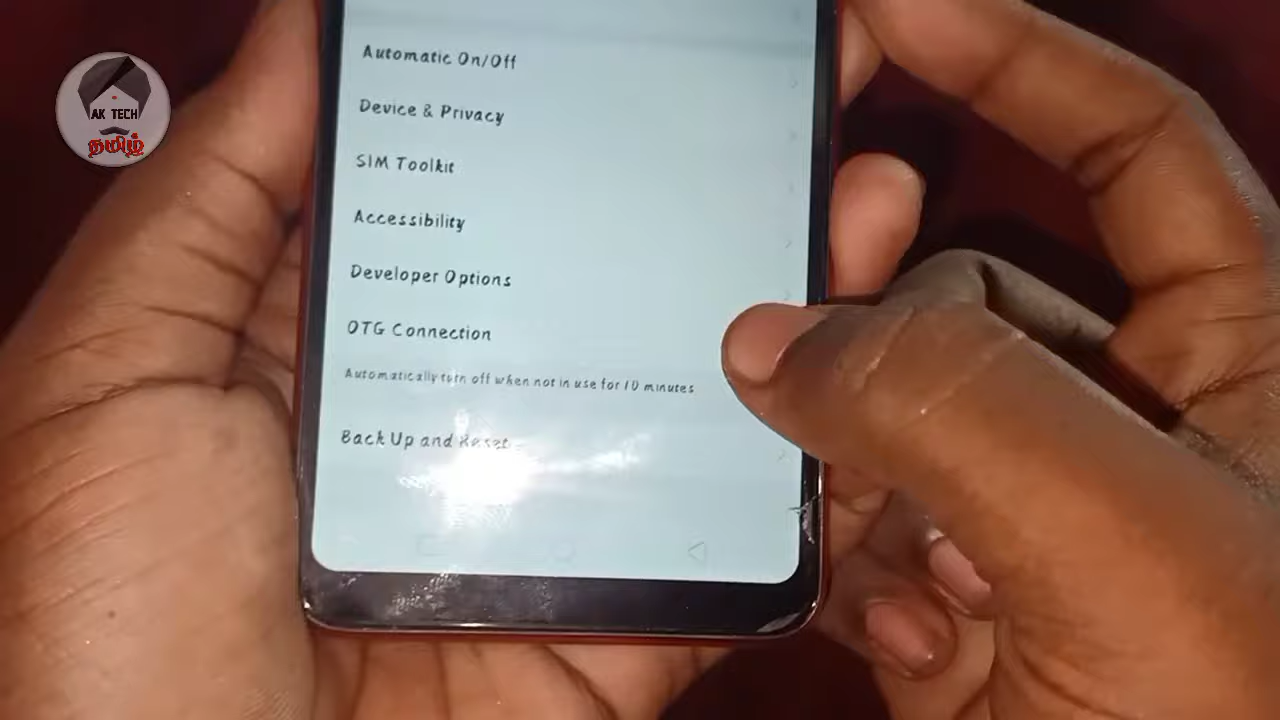 AK TECH
தமிழ்
Automatic On/Off
Device & Privacy
SIM Toolkit
Accessibility
Developer Options
OTG Connection
Automatically turn off when not in use for 10 minutes
Back Up and Reset